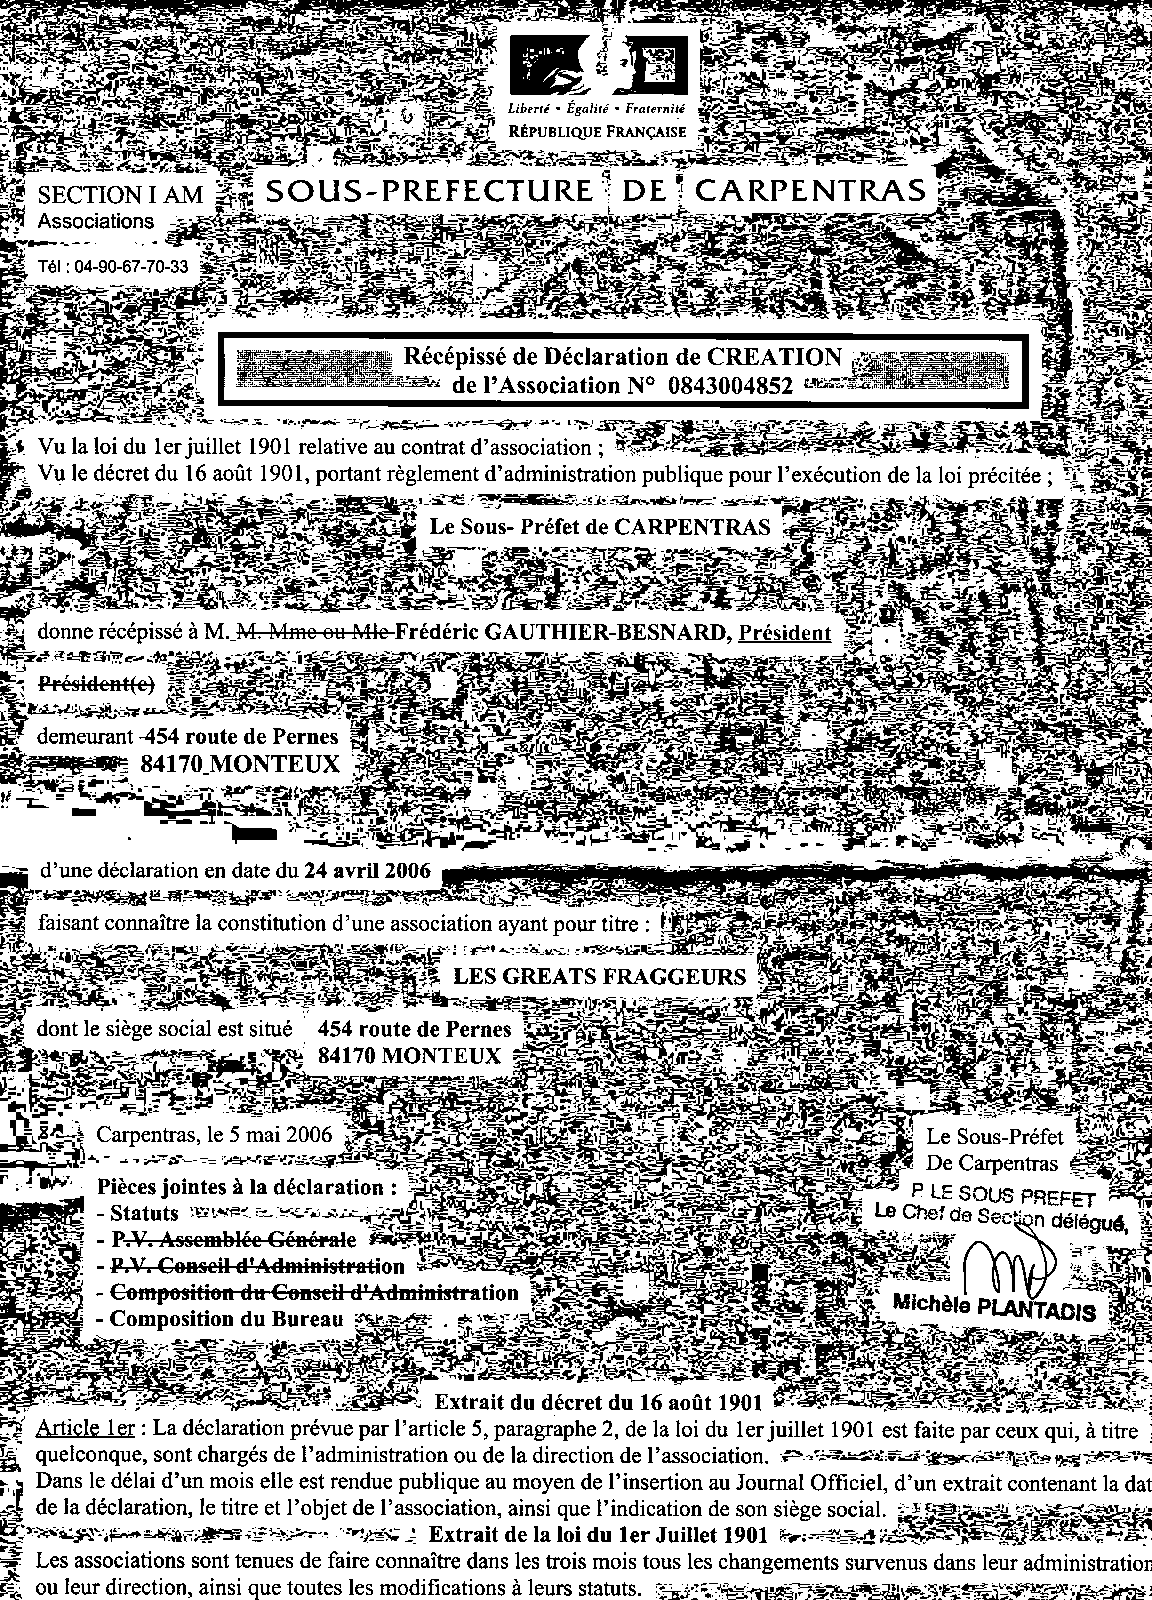 Liberté • Égalité • Fraternité
RÉPUBLIQUE FRANÇAISE
SOUS-PREFECTURE DE CARPENTRAS
SECTION I AM
Associations
Tél : 04-90-67-70-33
Récépissé de Déclaration de CREATION
de l'Association N° 0843004852
Vu la loi du 1er juillet 1901 relative au contrat d'association ;
Vu le décret du 16 août 1901, portant règlement d'administration publique pour l'exécution de la loi précitée ;
Le Sous- Préfet de CARPENTRAS
donne récépissé à M. M. Mme ou Mle Frédéric GAUTHIER-BESNARD, Président
Président(e)
demeurant -454 route de Pernes
84170 MONTEUX
d'une déclaration en date du 24 avril 2006
faisant connaître la constitution d'une association ayant pour titre :
LES GREATS FRAGGEURS
dont le siège social est situé 454 route de Pernes
84170 MONTEUX
Carpentras, le 5 mai 2006
Pièces jointes à la déclaration :
- Statuts
- P.V. Assemblée Générale
- P.V. Conseil d'Administration
- Composition du Conseil d'Administration
- Composition du Bureau
Le Sous-Préfet
De Carpentras
P LE SOUS PREFET
Le Chef de Section délégué,
Michèle PLANTADIS
Extrait du décret du 16 août 1901
Article 1er : La déclaration prévue par l'article 5, paragraphe 2, de la loi du 1er juillet 1901 est faite par ceux qui, à titre
quelconque, sont chargés de l'administration ou de la direction de l'association.
Dans le délai d'un mois elle est rendue publique au moyen de l'insertion au Journal Officiel, d'un extrait contenant la dat
de la déclaration, le titre et l'objet de l'association, ainsi que l'indication de son siège social.
Extrait de la loi du 1er Juillet 1901
Les associations sont tenues de faire connaître dans les trois mois tous les changements survenus dans leur administration
ou leur direction, ainsi que toutes les modifications à leurs statuts.